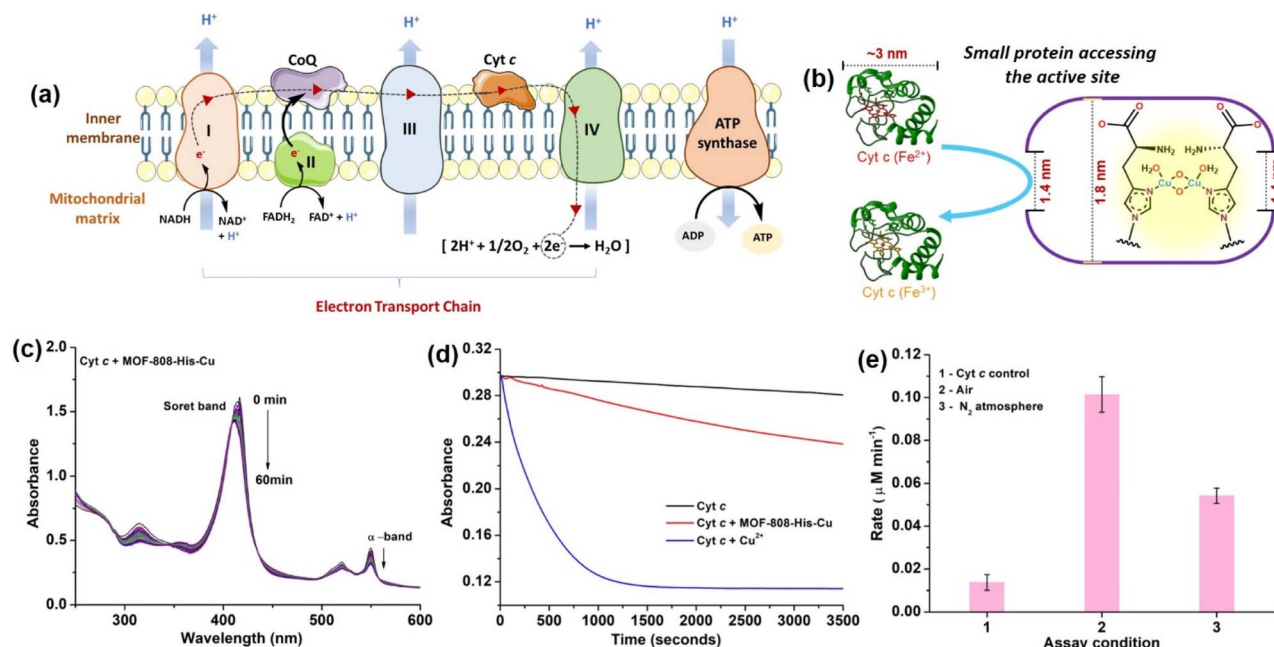 (a)
H⁺
H⁺
H⁺
H⁺
CoQ
Cyt c
Inner
membrane
I
e⁻
II
e⁻
III
IV
ATP
synthase
Mitochondrial
matrix
NADH
NAD⁺
+ H⁺
FADH₂
FAD⁺ + H⁺
[ 2H⁺ + 1/2O₂ + 2e⁻ → H₂O ]
ADP
ATP
Electron Transport Chain
(b)
~3 nm
Small protein accessing
the active site
Cyt c (Fe²⁺)
Cyt c (Fe³⁺)
1.4 nm
1.8 nm
O
O
NH₂
H₂N
H₂O
O
OH₂
Cu
Cu
O
N
N
N
N
(c)
Cyt c + MOF-808-His-Cu
Soret band
0 min
60min
α –band
Absorbance
2.0
1.5
1.0
0.5
0.0
300
400
500
600
Wavelength (nm)
(d)
Absorbance
0.32
0.28
0.24
0.20
0.16
0.12
Cyt c
Cyt c + MOF-808-His-Cu
Cyt c + Cu²⁺
0 500 1000 1500 2000 2500 3000 3500
Time (seconds)
(e)
Rate ( μ M min⁻¹)
0.12
0.10
0.08
0.06
0.04
0.02
0.00
1 - Cyt c control
2 - Air
3 - N₂ atmosphere
1 2 3
Assay condition